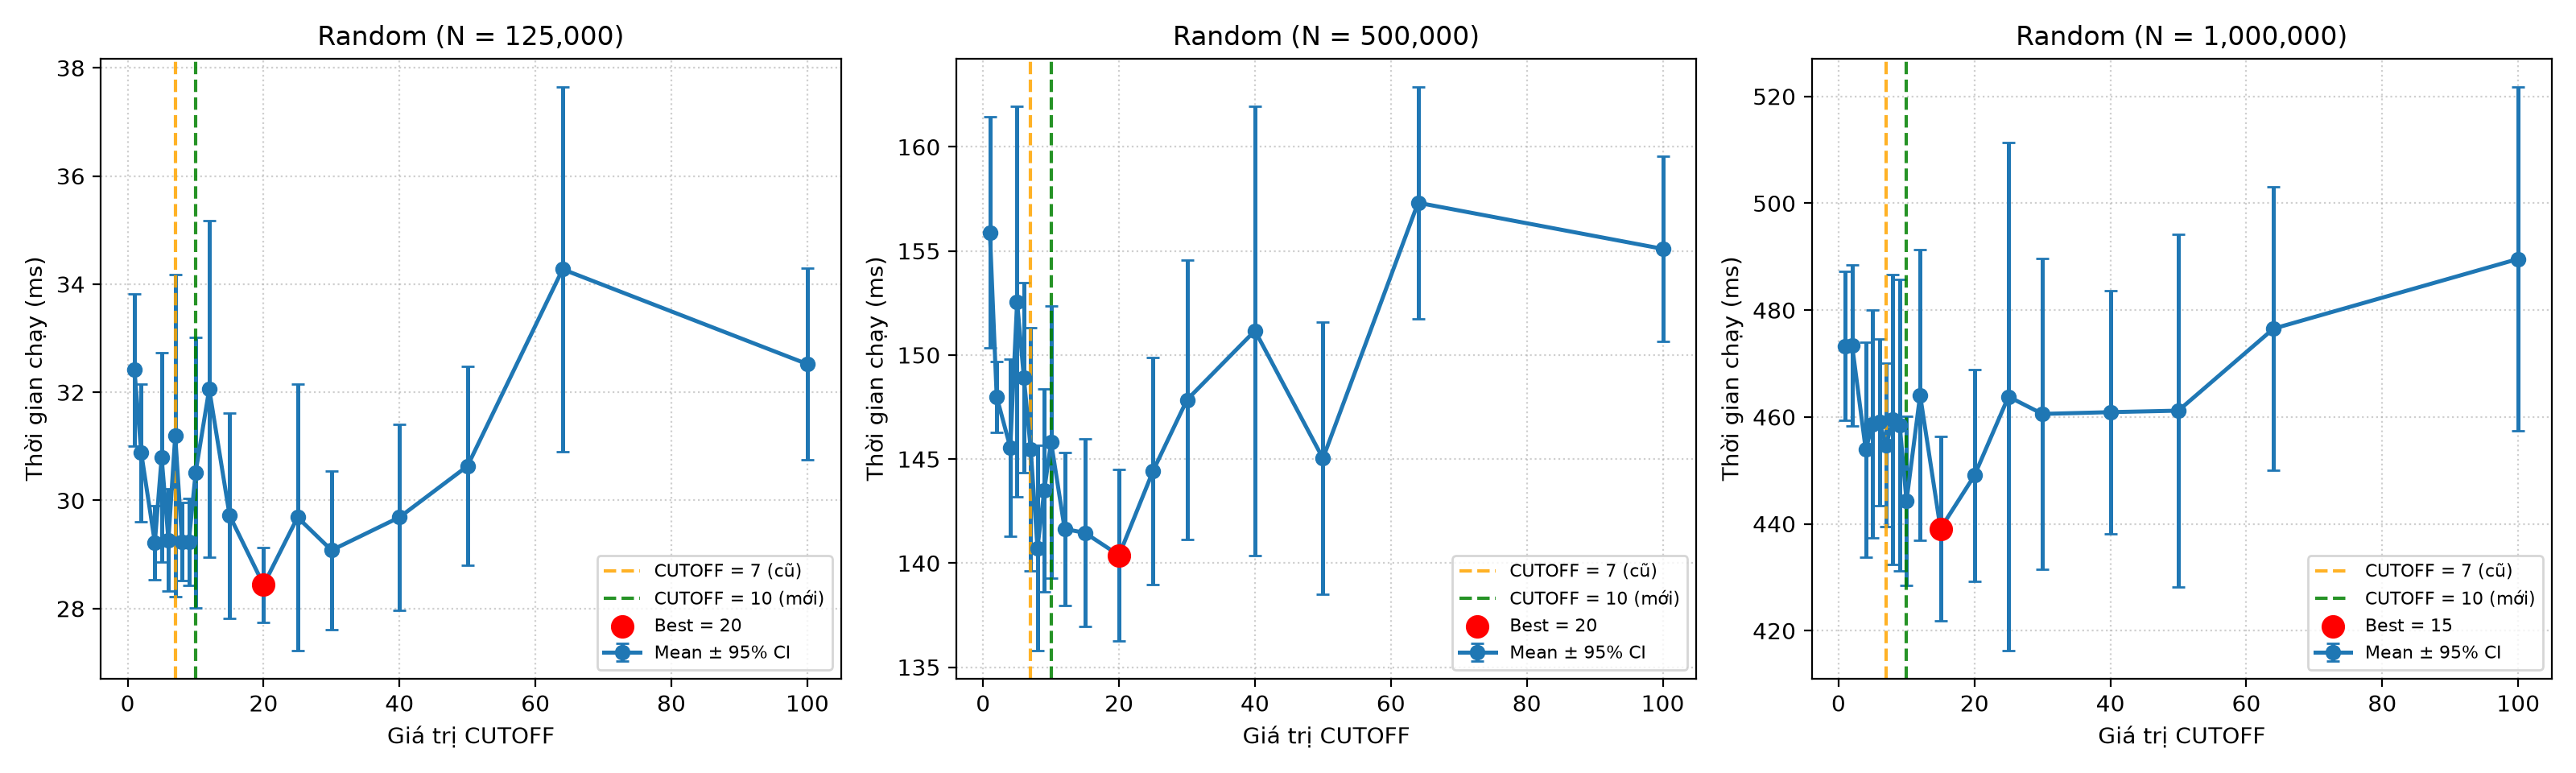 Random (N = 125,000)
Thời gian chạy (ms)
38
36
34
32
30
28
0 20 40 60 80 100
Giá trị CUTOFF
CUTOFF = 7 (cũ)
CUTOFF = 10 (mới)
Best = 20
Mean ± 95% CI
Random (N = 500,000)
Thời gian chạy (ms)
160
155
150
145
140
135
0 20 40 60 80 100
Giá trị CUTOFF
CUTOFF = 7 (cũ)
CUTOFF = 10 (mới)
Best = 20
Mean ± 95% CI
Random (N = 1,000,000)
Thời gian chạy (ms)
520
500
480
460
440
420
0 20 40 60 80 100
Giá trị CUTOFF
CUTOFF = 7 (cũ)
CUTOFF = 10 (mới)
Best = 15
Mean ± 95% CI